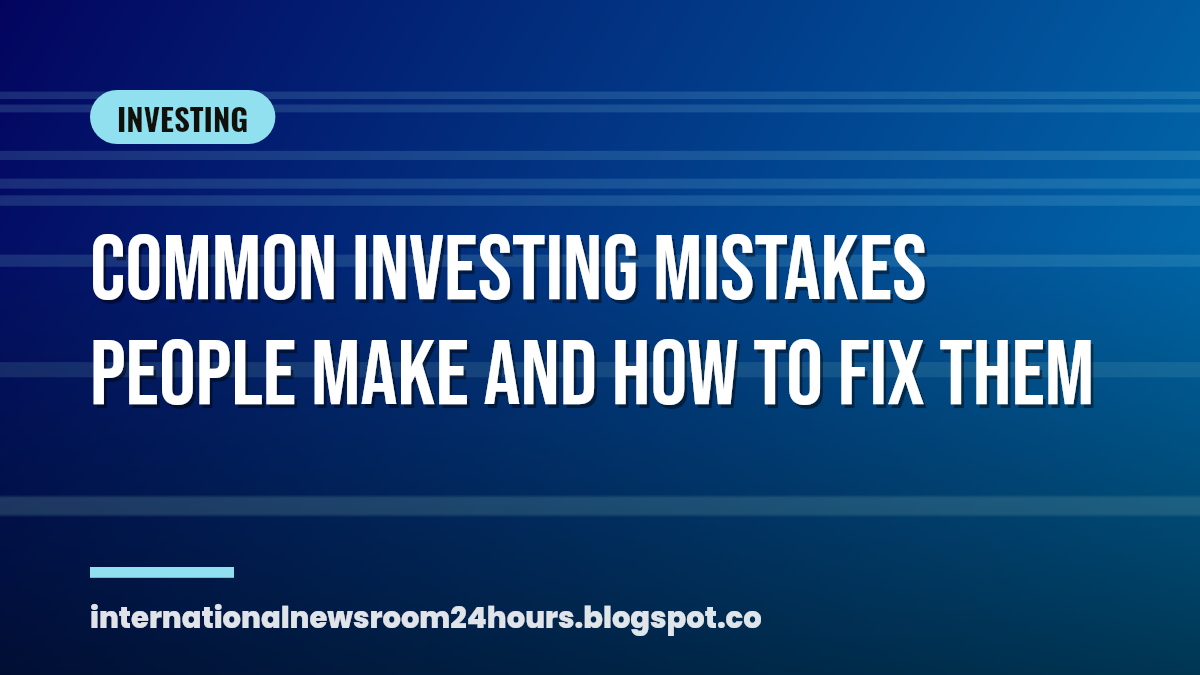 INVESTING
COMMON INVESTING MISTAKES
PEOPLE MAKE AND HOW TO FIX THEM
internationalnewsroom24hours.blogspot.co